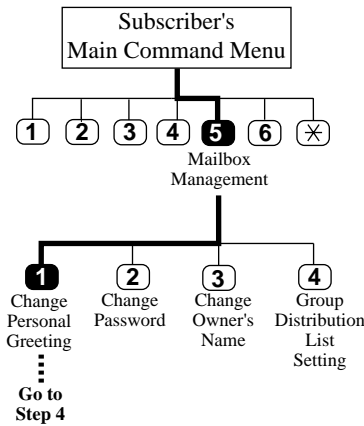 Subscriber's
Main Command Menu
1 2 3 4 5 6 ✳
Mailbox
Management
1 2 3 4
Change
Personal
Greeting
Change
Password
Change
Owner's
Name
Group
Distribution
List
Setting
Go to
Step 4